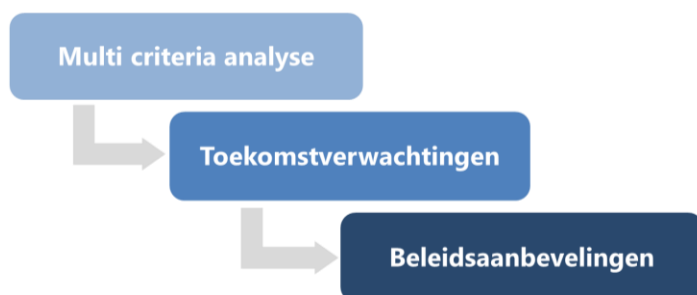 Multi criteria analyse
Toekomstverwachtingen
Beleidsaanbevelingen